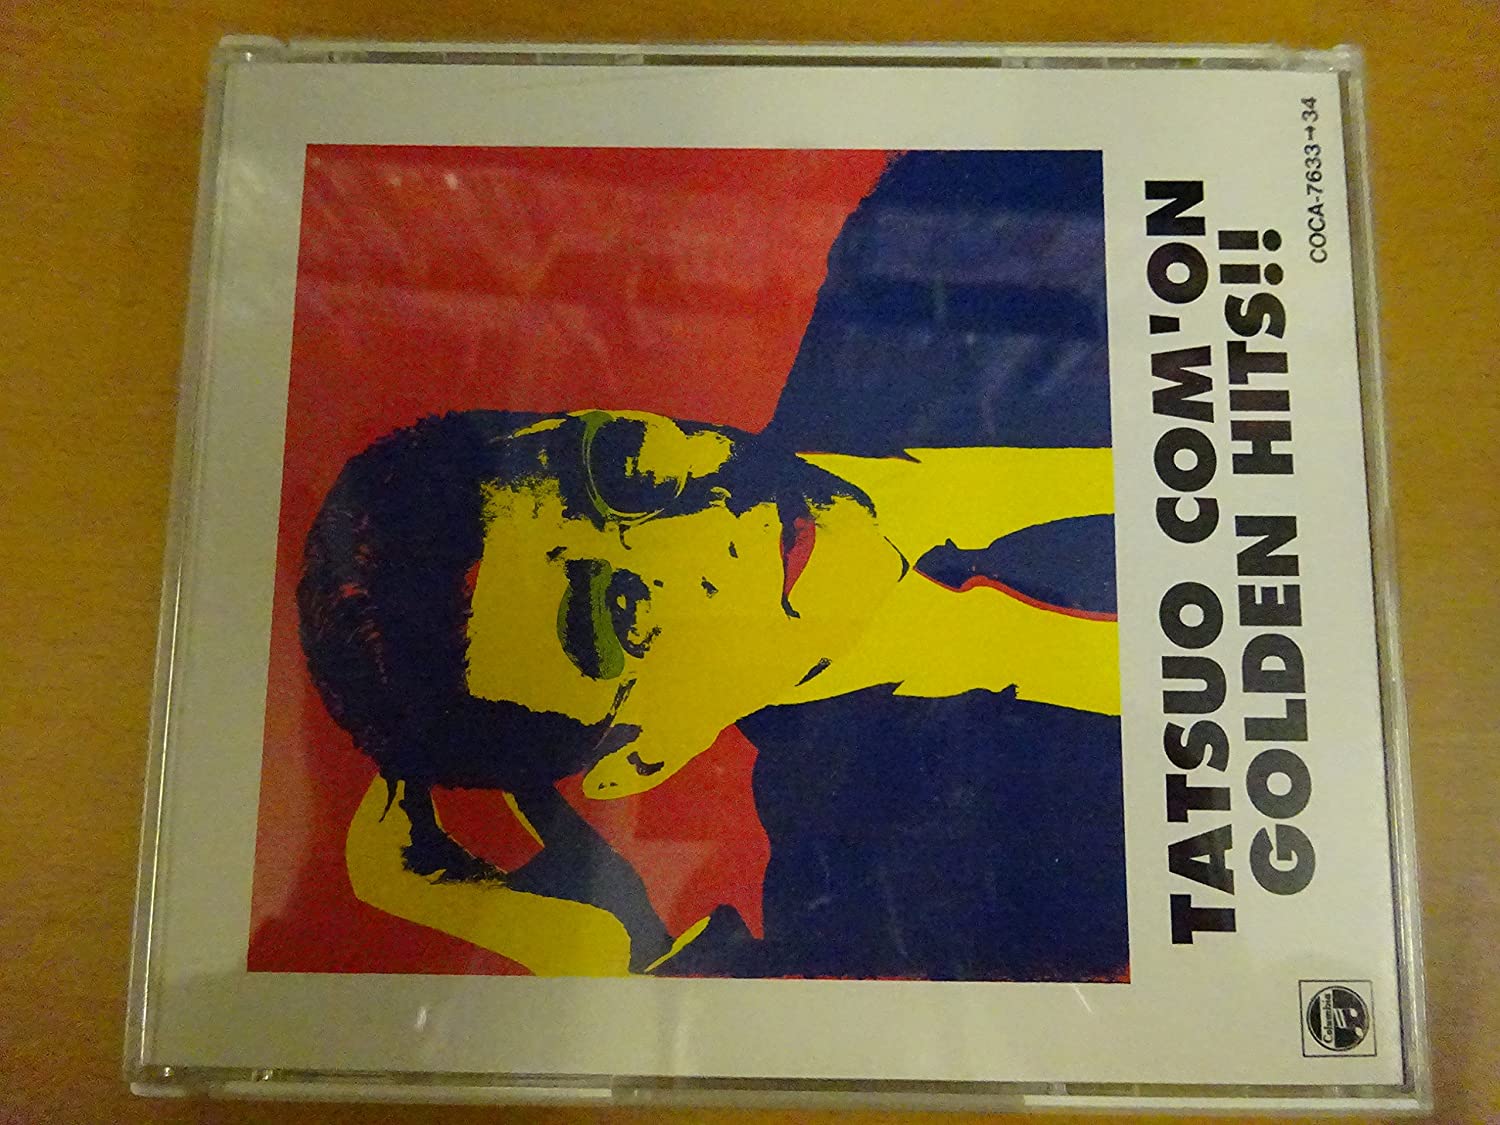 COCA-7633→34
TATSUO COM'ON
GOLDEN HITS!!
Columbia